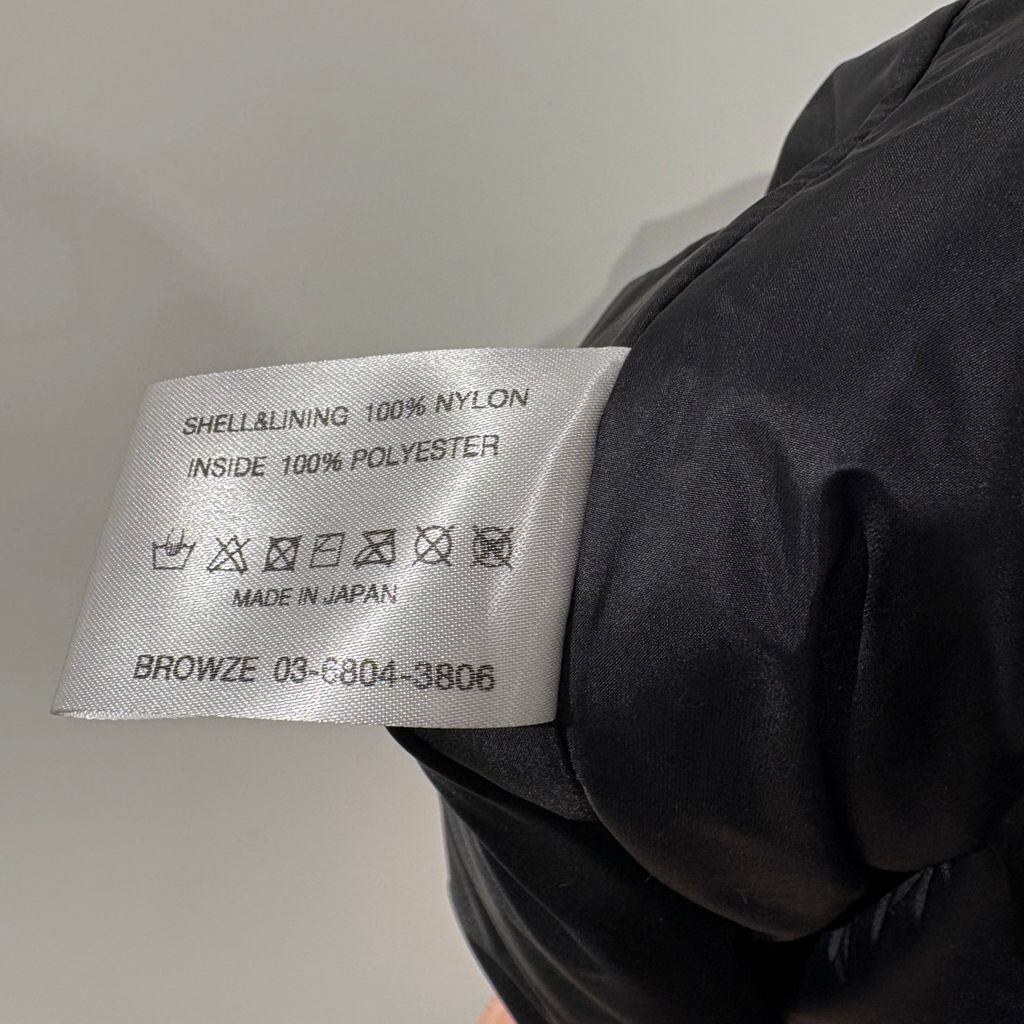 SHELL&LINING 100% NYLON
INSIDE 100% POLYESTER
MADE IN JAPAN
BROWZE 03-6804-3806